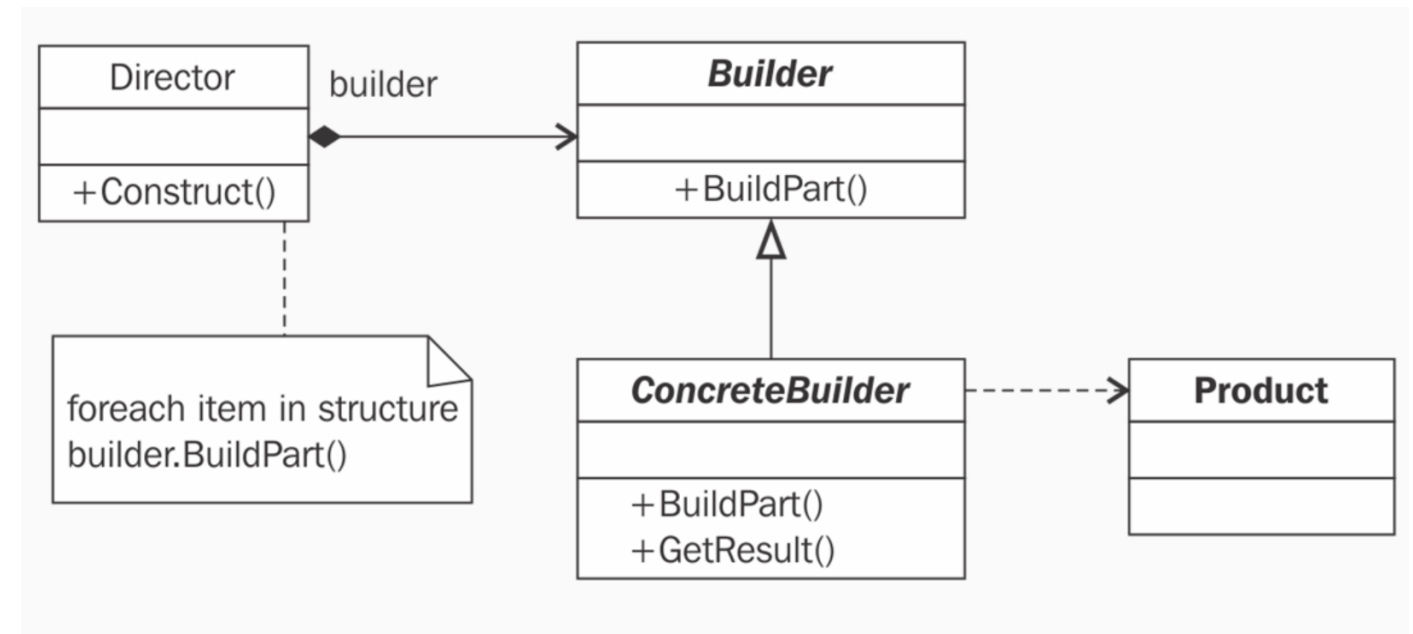 Director
builder
Builder
+Construct()
+BuildPart()
foreach item in structure
builder.BuildPart()
ConcreteBuilder
Product
+BuildPart()
+GetResult()